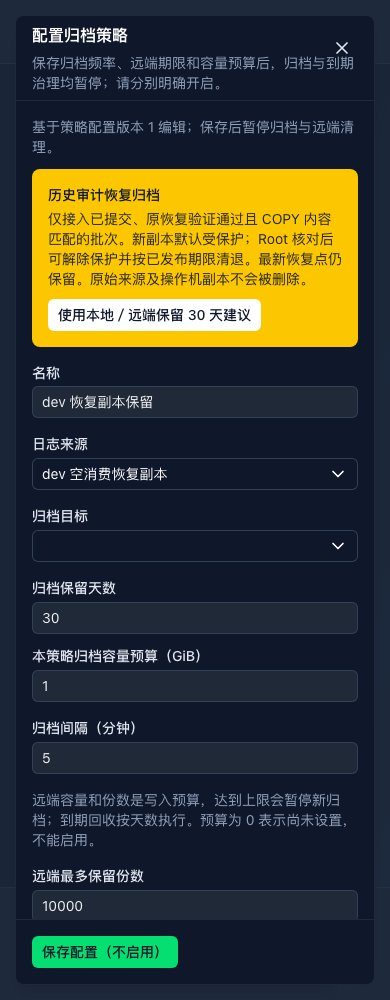 配置归档策略
保存归档频率、远端期限和容量预算后，归档与到期
治理均暂停；请分别明确开启。
基于策略配置版本 1 编辑；保存后暂停归档与远端清
理。
历史审计恢复归档
仅接入已提交、原恢复验证通过且 COPY 内容
匹配的批次。新副本默认受保护；Root 核对后
可解除保护并按已发布期限清退。最新恢复点仍
保留。原始来源及操作机副本不会被删除。
使用本地 / 远端保留 30 天建议
名称
dev 恢复副本保留
日志来源
dev 空消费恢复副本
归档目标
归档保留天数
30
本策略归档容量预算（GiB）
1
归档间隔（分钟）
5
远端容量和份数是写入预算，达到上限会暂停新归
档；到期回收按天数执行。预算为 0 表示尚未设置，
不能启用。
远端最多保留份数
10000
保存配置（不启用）